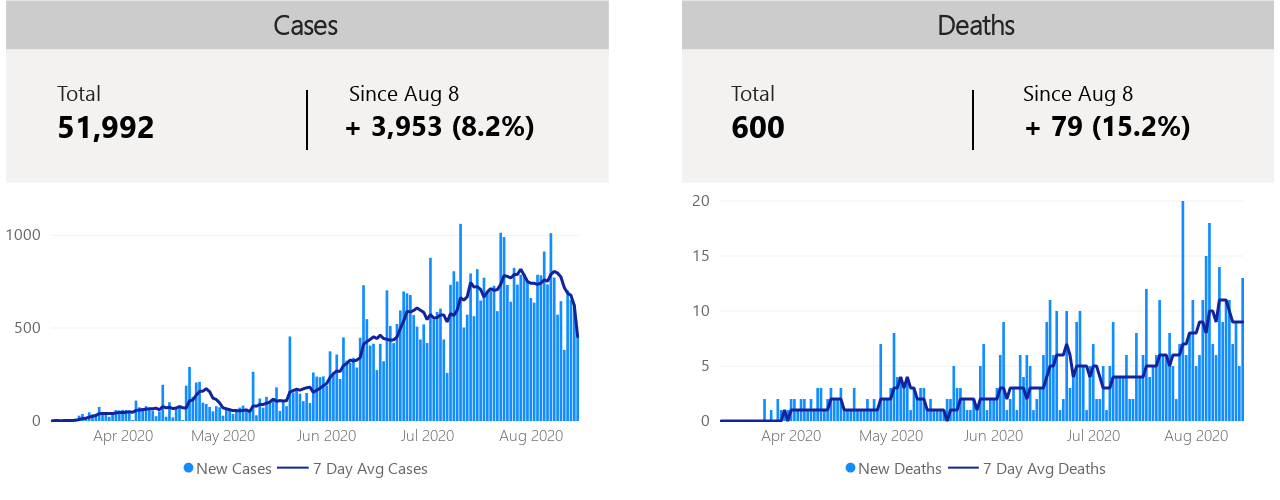 Cases
Total
51,992
Since Aug 8
+ 3,953 (8.2%)
1000
500
0
Apr 2020 May 2020 Jun 2020 Jul 2020 Aug 2020
New Cases 7 Day Avg Cases
Deaths
Total
600
Since Aug 8
+ 79 (15.2%)
20
15
10
5
0
Apr 2020 May 2020 Jun 2020 Jul 2020 Aug 2020
New Deaths 7 Day Avg Deaths